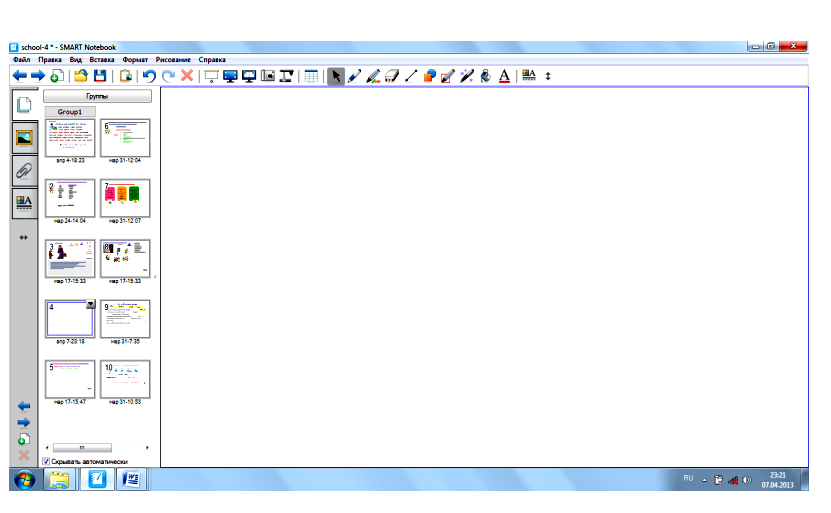 school-4 * - SMART Notebook
Файл Правка Вид Вставка Формат Рисование Справка
Группы
Group1
1 6
апр 4-18:23 мар 31-12:04
2 7
мар 24-14:04 мар 31-12:07
3 8
мар 17-15:33 мар 17-15:33
4 9
апр 7-23:18 мар 31-7:35
5 10
мар 17-15:47 мар 31-10:53
Скрывать автоматически
RU 23:21
07.04.2013